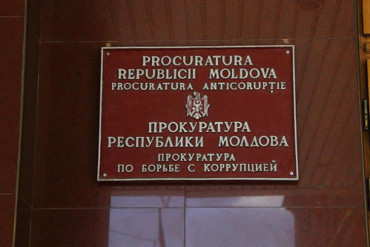 PROCURATURA
REPUBLICII MOLDOVA
PROCURATURA ANTICORUPȚIE
ПРОКУРАТУРА
РЕСПУБЛИКИ МОЛДОВА
ПРОКУРАТУРА
ПО БОРЬБЕ С КОРРУПЦИЕЙ